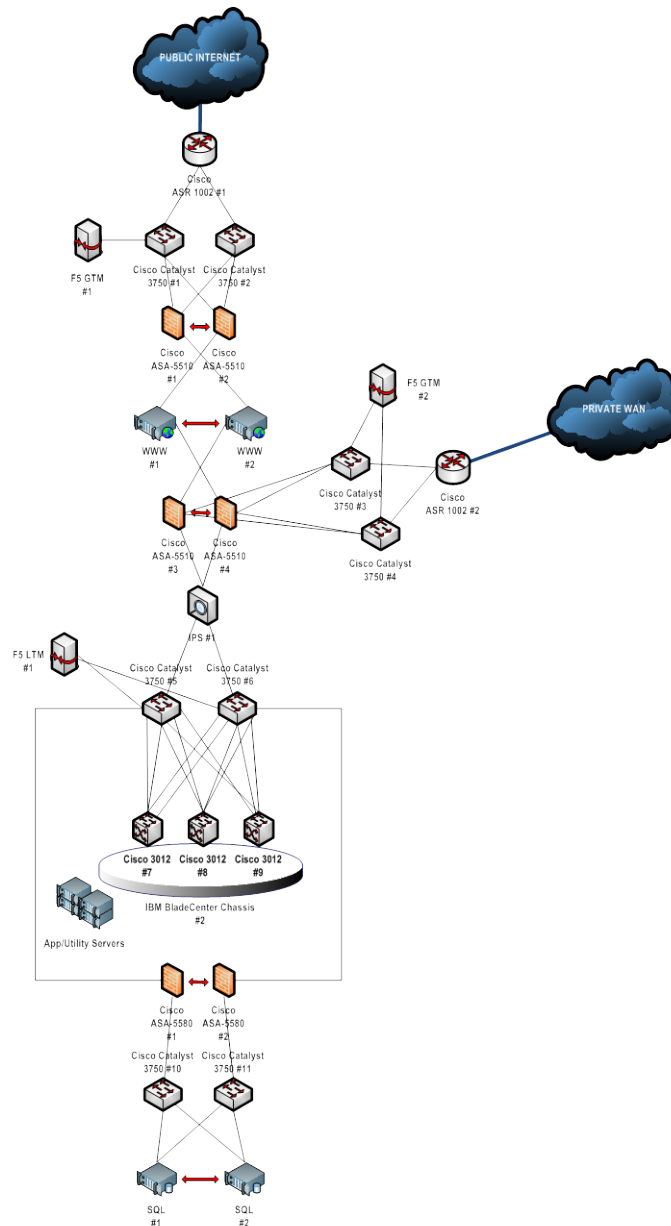 PUBLIC INTERNET
Cisco
ASR 1002 #1
F5 GTM
#1
Cisco Catalyst
3750 #1
Cisco Catalyst
3750 #2
Cisco
ASA-5510
#1
Cisco
ASA-5510
#2
F5 GTM
#2
PRIVATE WAN
WWW
#1
WWW
#2
Cisco Catalyst
3750 #3
Cisco
ASR 1002 #2
Cisco
ASA-5510
#3
Cisco
ASA-5510
#4
Cisco Catalyst
3750 #4
IPS #1
F5 LTM
#1
Cisco Catalyst
3750 #5
Cisco Catalyst
3750 #6
Cisco 3012
#7
Cisco 3012
#8
Cisco 3012
#9
IBM BladeCenter Chassis
#2
App/Utility Servers
Cisco
ASA-5580
#1
Cisco
ASA-5580
#2
Cisco Catalyst
3750 #10
Cisco Catalyst
3750 #11
SQL
#1
SQL
#2